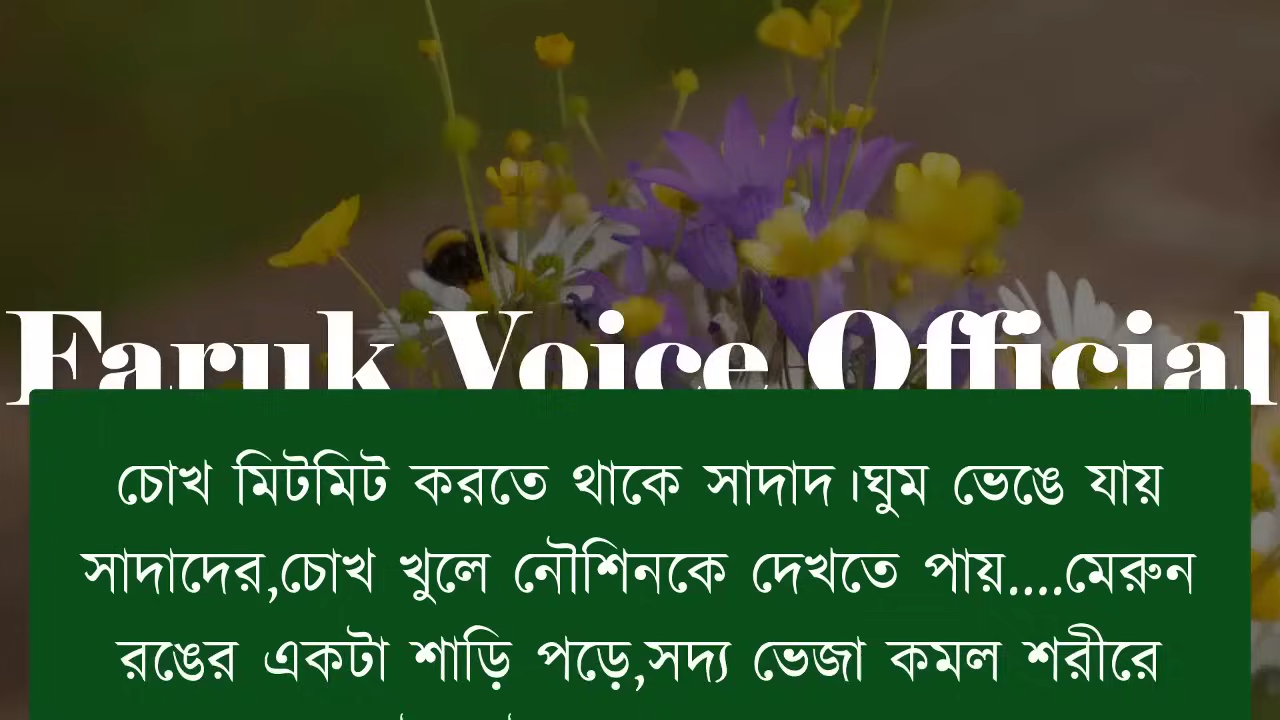 Faruk Voice Official
চোখ মিটমিট করতে থাকে সাদাদ।ঘুম ভেঙে যায়
সাদাদের,চোখ খুলে নৌশিনকে দেখতে পায়....মেরুন
রঙের একটা শাড়ি পড়ে,সদ্য ভেজা কমল শরীরে